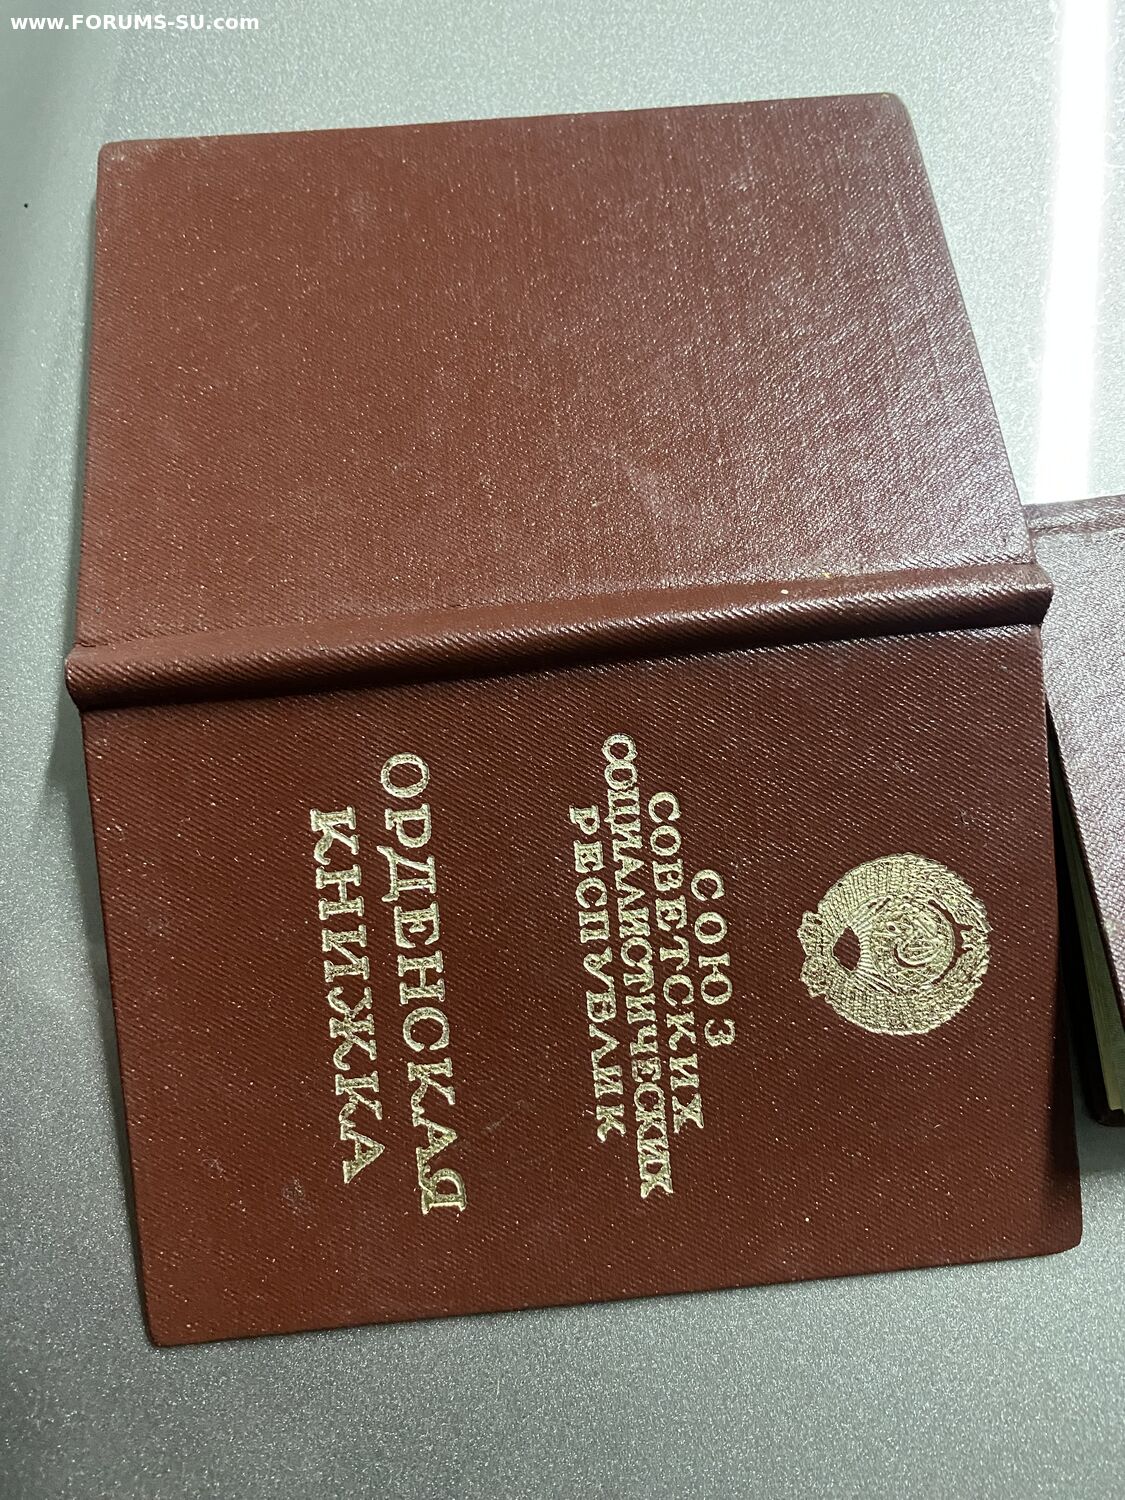 www.FORUMS-SU.com
СОЮЗ
СОВЕТСКИХ
СОЦИАЛИСТИЧЕСКИХ
РЕСПУБЛИК
ОРДЕНСКАЯ
КНИЖКА